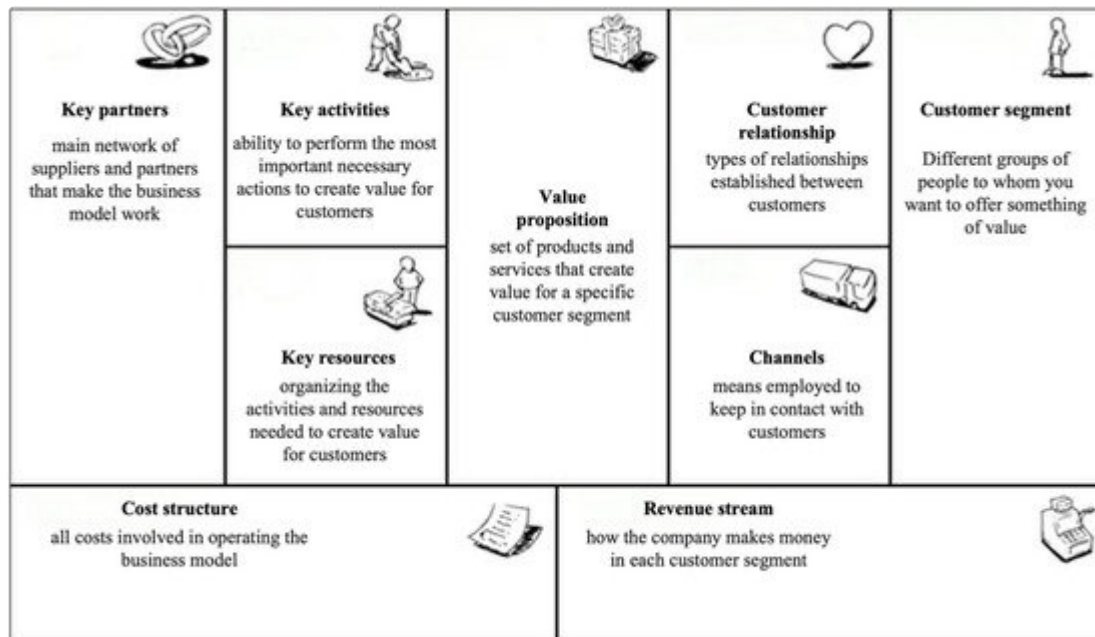 Key partners
main network of
suppliers and partners
that make the business
model work
Key activities
ability to perform the most
important necessary
actions to create value for
customers
Key resources
organizing the
activities and resources
needed to create value
for customers
Value
proposition
set of products and
services that create
value for a specific
customer segment
Customer
relationship
types of relationships
established between
customers
Channels
means employed to
keep in contact with
customers
Customer segment
Different groups of
people to whom you
want to offer something
of value
Cost structure
all costs involved in operating the
business model
Revenue stream
how the company makes money
in each customer segment